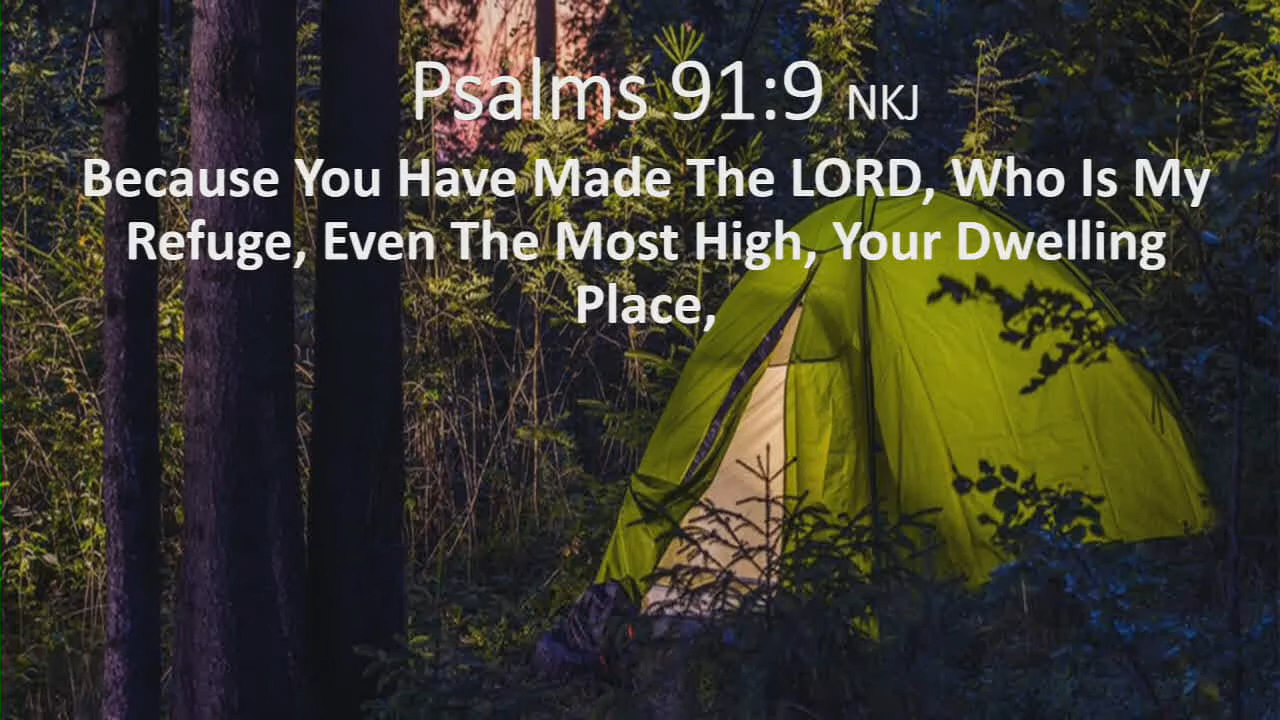 Psalms 91:9 NKJ
Because You Have Made The LORD, Who Is My
Refuge, Even The Most High, Your Dwelling
Place,